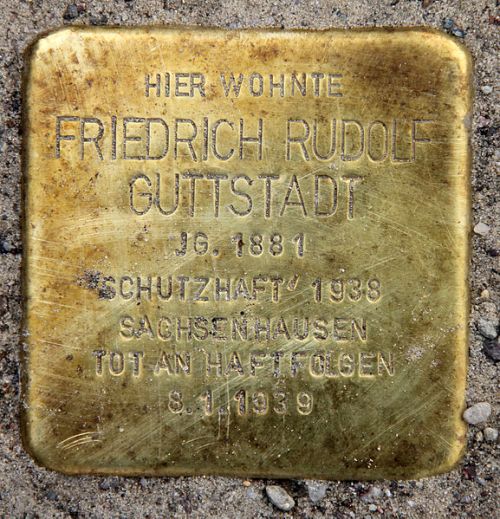 HIER WOHNTE
FRIEDRICH RUDOLF
GUTTSTADT
JG. 1881
'SCHUTZHAFT' 1938
SACHSENHAUSEN
TOT AN HAFTFOLGEN
8.1.1939